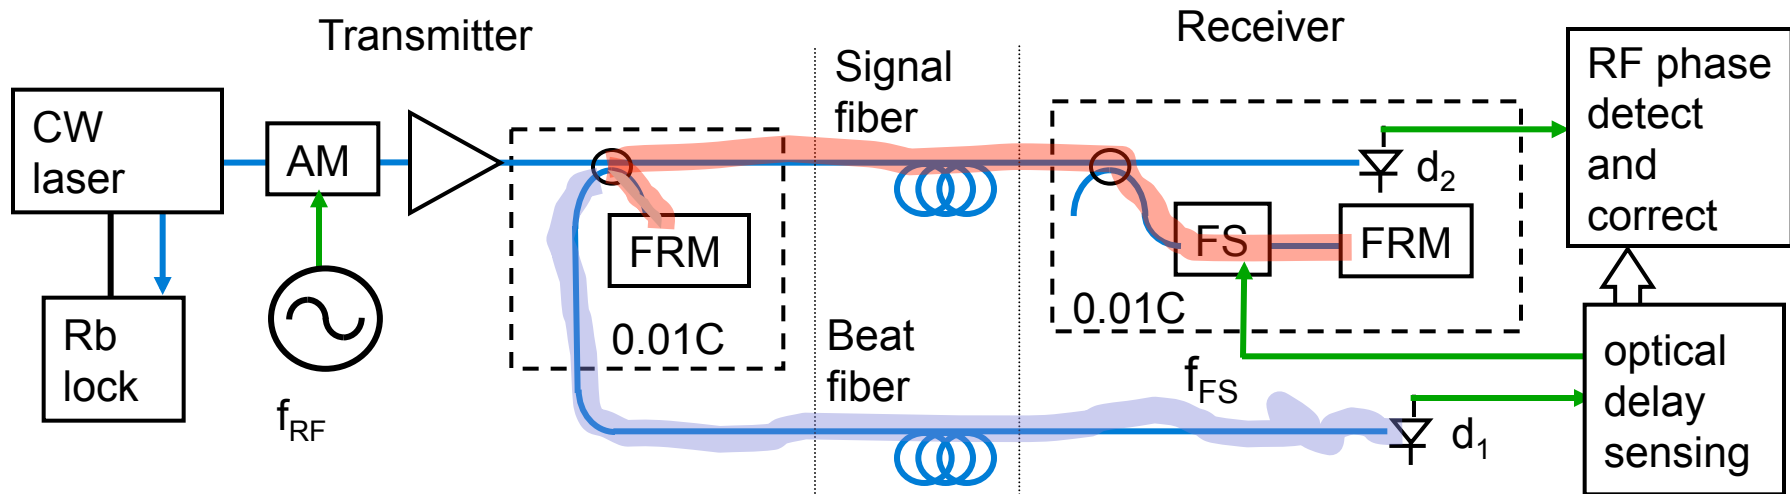 Transmitter
Signal
fiber
Receiver
RF phase
detect
and
correct
CW
laser
AM
d2
FRM
FS
FRM
0.01C
0.01C
Rb
lock
fRF
Beat
fiber
fFS
d1
optical
delay
sensing